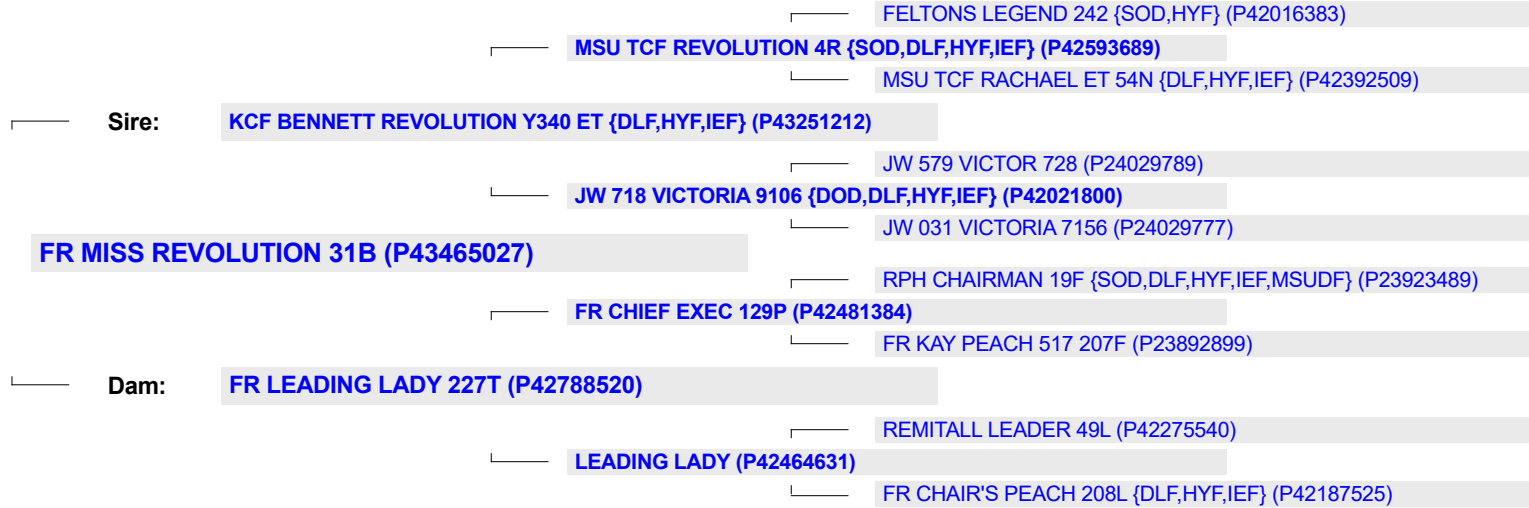 FELTONS LEGEND 242 {SOD,HYF} (P42016383)
MSU TCF REVOLUTION 4R {SOD,DLF,HYF,IEF} (P42593689)
MSU TCF RACHAEL ET 54N {DLF,HYF,IEF} (P42392509)
Sire: KCF BENNETT REVOLUTION Y340 ET {DLF,HYF,IEF} (P43251212)
JW 579 VICTOR 728 (P24029789)
JW 718 VICTORIA 9106 {DOD,DLF,HYF,IEF} (P42021800)
JW 031 VICTORIA 7156 (P24029777)
FR MISS REVOLUTION 31B (P43465027)
RPH CHAIRMAN 19F {SOD,DLF,HYF,IEF,MSUDF} (P23923489)
FR CHIEF EXEC 129P (P42481384)
FR KAY PEACH 517 207F (P23892899)
Dam: FR LEADING LADY 227T (P42788520)
REMITALL LEADER 49L (P42275540)
LEADING LADY (P42464631)
FR CHAIR'S PEACH 208L {DLF,HYF,IEF} (P42187525)